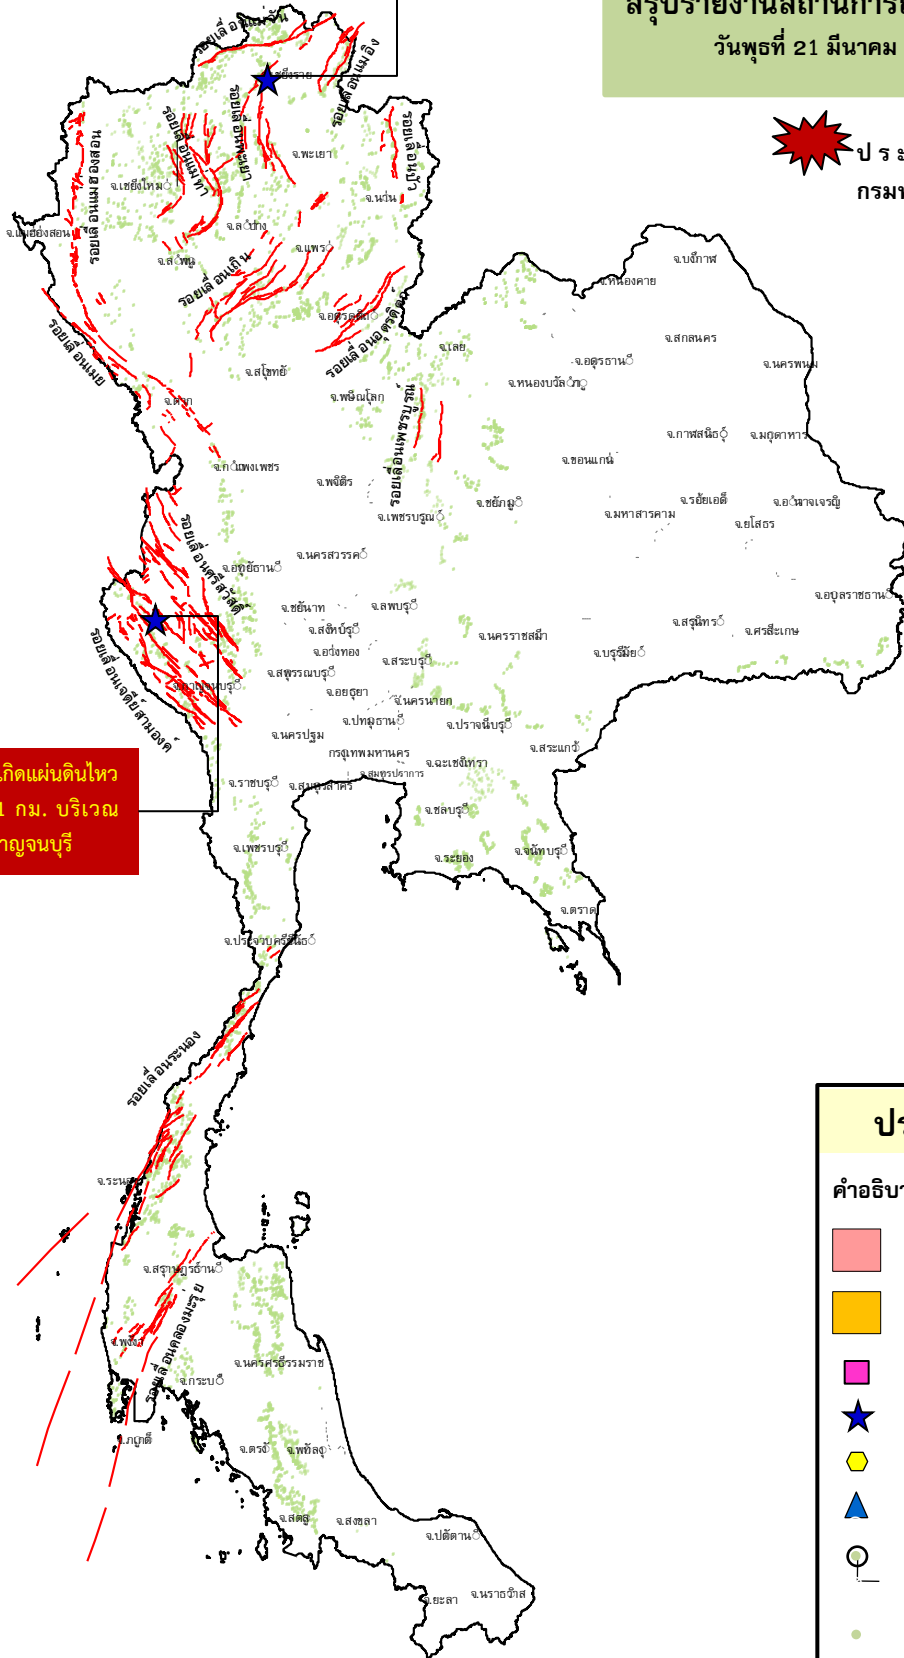 สรุปรายงานสถานการณ์
วันพุธที่ 21 มีนาคม
ประ
กรม
รอยเลื่อนแม่จัน
รอยเลื่อนแม่อิง
รอยเลื่อนพะเยา
รอยเลื่อนแม่ทา
รอยเลื่อนปัว
รอยเลื่อนแม่ฮ่องสอน
จ.พะเยา
จ.เชียงใหม่
จ.น่าน
จ.ลำปาง
จ.แม่ฮ่องสอน
จ.แพร่
จ.ลำพูน
รอยเลื่อนเถิน
จ.บึงกาฬ
จ.หนองคาย
จ.อุตรดิตถ์
รอยเลื่อนอุตรดิตถ์
รอยเลื่อนเมย
จ.สกลนคร
จ.เลย
จ.อุดรธานี
จ.นครพนม
จ.สุโขทัย
จ.หนองบัวลำภู
จ.ตาก
จ.พิษณุโลก
รอยเลื่อนเพชรบูรณ์
จ.กาฬสินธุ์
จ.มุกดาหาร
จ.กำแพงเพชร
จ.ขอนแก่น
จ.พิจิตร
จ.ชัยภูมิ
จ.ร้อยเอ็ด
จ.อำนาจเจริญ
จ.เพชรบูรณ์
จ.มหาสารคาม
จ.ยโสธร
รอยเลื่อนศรีสวัสดิ์
จ.นครสวรรค์
จ.อุทัยธานี
จ.อุบลราชธานี
จ.ชัยนาท
จ.ลพบุรี
จ.สิงห์บุรี
จ.นครราชสีมา
จ.สุรินทร์
จ.ศรีสะเกษ
จ.อ่างทอง
จ.สระบุรี
จ.บุรีรัมย์
จ.สุพรรณบุรี
รอยเลื่อนเจดีย์สามองค์
จ.กาญจนบุรี
จ.อยุธยา
จ.นครนายก
จ.ปทุมธานี
จ.ปราจีนบุรี
จ.นครปฐม
กรุงเทพมหานคร
จ.สระแก้ว
จ.ฉะเชิงเทรา
จ.สมุทรปราการ
เกิดแผ่นดินไหว
1 กม. บริเวณ
กาญจนบุรี
จ.ราชบุรี
จ.สมุทรสาคร
จ.ชลบุรี
จ.เพชรบุรี
จ.ระยอง
จ.จันทบุรี
จ.ตราด
จ.ประจวบคีรีขันธ์
รอยเลื่อนระนอง
จ.ระนอง
จ.สุราษฎร์ธานี
รอยเลื่อนคลองมะรุ่ย
จ.พังงา
จ.นครศรีธรรมราช
จ.กระบี่
จ.ภูเก็ต
จ.ตรัง
จ.พัทลุง
จ.สตูล
จ.สงขลา
จ.ปัตตานี
จ.ยะลา
จ.นราธิวาส
ปร
คำอธิบา